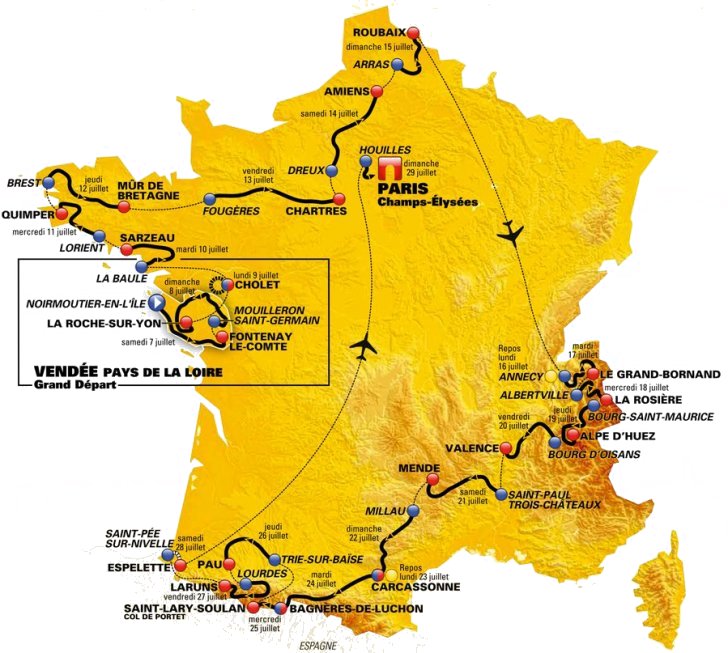 ROUBAIX
dimanche 15 juillet
ARRAS
AMIENS
samedi 14 juillet
HOUILLES
dimanche
29 juillet
PARIS
Champs-Élysées
DREUX
vendredi
13 juillet
CHARTRES
FOUGÈRES
BREST
jeudi
12 juillet
MÛR DE
BRETAGNE
QUIMPER
mercredi 11 juillet
LORIENT
SARZEAU
mardi 10 juillet
LA BAULE
lundi 9 juillet
CHOLET
dimanche
8 juillet
NOIRMOUTIER-EN-L'ÎLE
MOUILLERON
SAINT-GERMAIN
LA ROCHE-SUR-YON
samedi 7 juillet
FONTENAY
LE-COMTE
VENDÉE PAYS DE LA LOIRE
Grand Départ
Repos
lundi
16 juillet
ANNECY
mardi
17 juillet
LE GRAND-BORNAND
mercredi 18 juillet
ALBERTVILLE
LA ROSIÈRE
jeudi
19 juillet
BOURG-SAINT-MAURICE
vendredi
20 juillet
ALPE D'HUEZ
VALENCE
BOURG D'OISANS
MENDE
samedi
21 juillet
SAINT-PAUL
TROIS-CHÂTEAUX
MILLAU
dimanche
22 juillet
Repos
lundi 23 juillet
CARCASSONNE
mardi
24 juillet
BAGNÈRES-DE-LUCHON
mercredi
25 juillet
SAINT-LARY-SOULAN
COL DE PORTET
jeudi
26 juillet
TRIE-SUR-BAÏSE
PAU
LOURDES
LARUNS
vendredi 27 juillet
SAINT-PÉE
SUR-NIVELLE
samedi
28 juillet
ESPELETTE
ESPAGNE